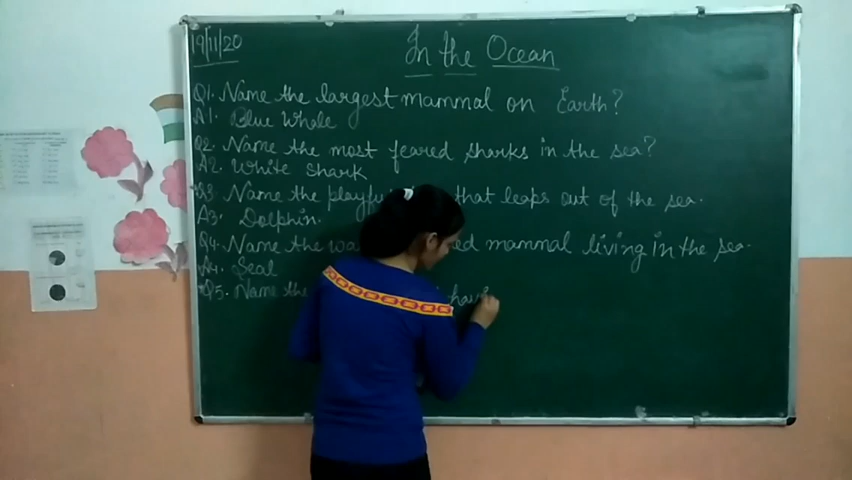 19/11/20
In the Ocean
Q1. Name the largest mammal on Earth?
A1. Blue Whale
Q2. Name the most feared sharks in the sea?
A2. White shark
Q3. Name the that leaps out of the sea.
A3. Dolphin.
Q4. Name the mammal living in the sea.
A4. Seal
Q5. Name the